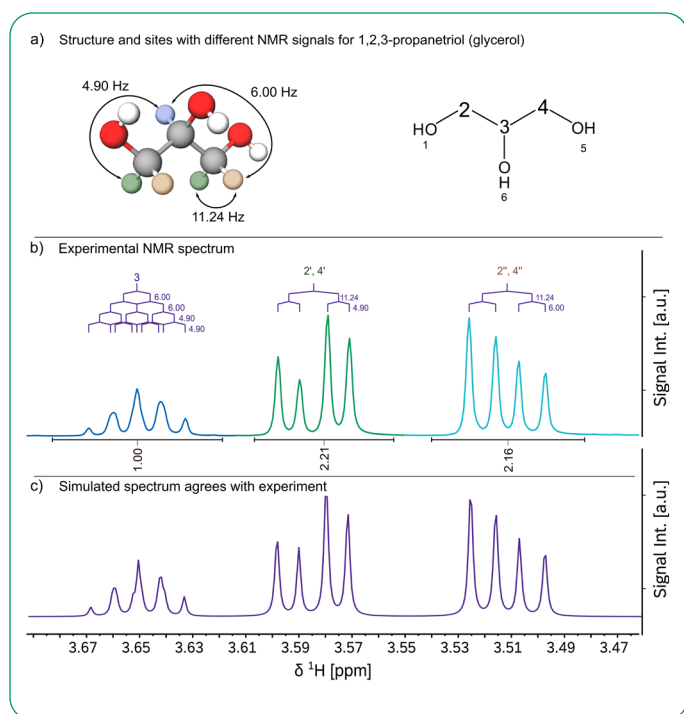 a) Structure and sites with different NMR signals for 1,2,3-propanetriol (glycerol)
4.90 Hz
6.00 Hz
11.24 Hz
2
4
3
HO
1
OH
5
O
H
6
b) Experimental NMR spectrum
3
6.00
6.00
4.90
4.90
2', 4'
11.24
4.90
2", 4"
11.24
6.00
Signal Int. [a.u.]
1.00
2.21
2.16
c) Simulated spectrum agrees with experiment
Signal Int. [a.u.]
3.67 3.65 3.63 3.61 3.59 3.57 3.55 3.53 3.51 3.49 3.47
δ ¹H [ppm]